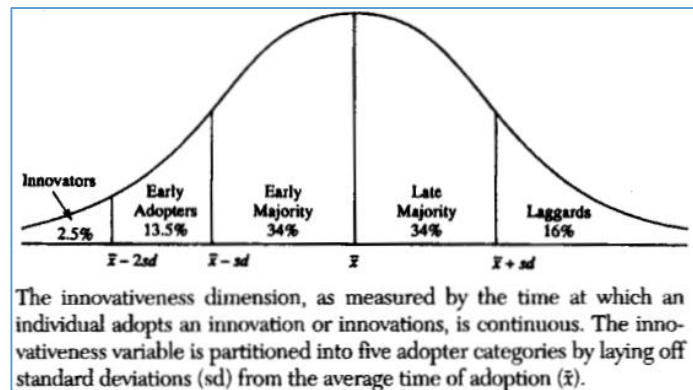 Innovators
2.5%
Early
Adopters
13.5%
Early
Majority
34%
Late
Majority
34%
Laggards
16%
x̄ − 2sd
x̄ − sd
x̄
x̄ + sd
The innovativeness dimension, as measured by the time at which an
individual adopts an innovation or innovations, is continuous. The inno-
vativeness variable is partitioned into five adopter categories by laying off
standard deviations (sd) from the average time of adoption (x̄).